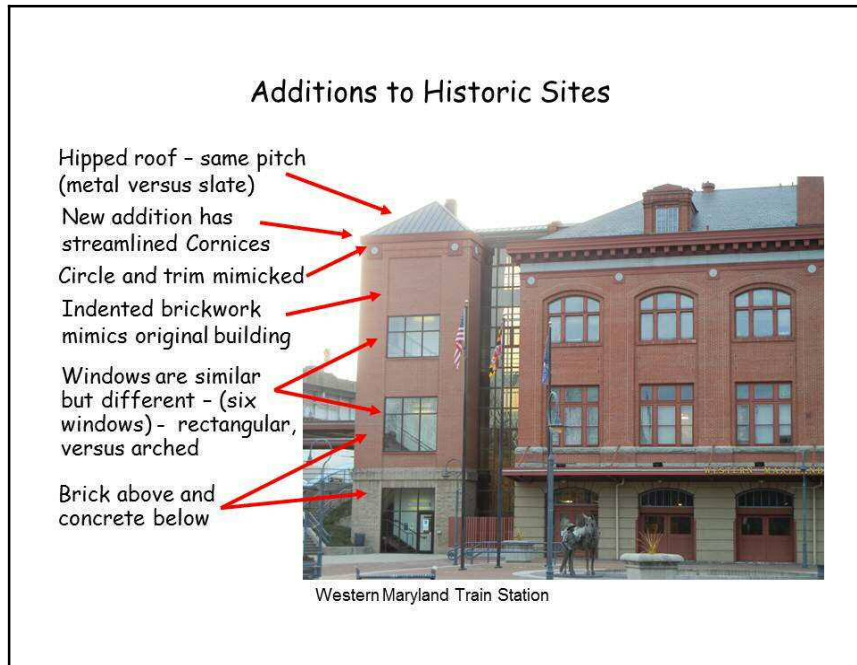 Additions to Historic Sites
Hipped roof – same pitch
(metal versus slate)
New addition has
streamlined Cornices
Circle and trim mimicked
Indented brickwork
mimics original building
Windows are similar
but different – (six
windows) - rectangular,
versus arched
Brick above and
concrete below
WESTERN MARYLAND
Western Maryland Train Station